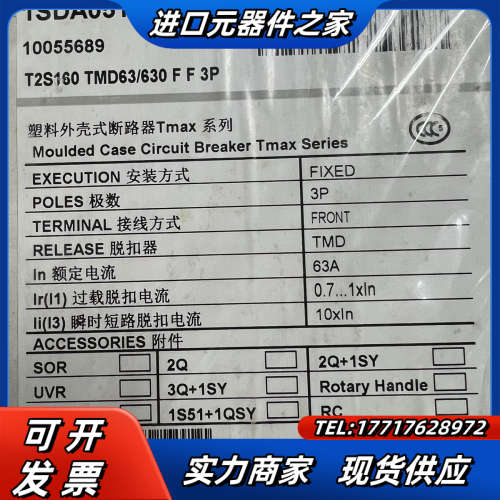 进口元器件之家
10055689
T2S160 TMD63/630 F F 3P
塑料外壳式断路器Tmax 系列
Moulded Case Circuit Breaker Tmax Series
EXECUTION 安装方式 FIXED
POLES 极数 3P
TERMINAL 接线方式 FRONT
RELEASE 脱扣器 TMD
In 额定电流 63A
Ir(I1) 过载脱扣电流 0.7...1xIn
Ii(I3) 瞬时短路脱扣电流 10xIn
ACCESSORIES 附件
SOR 2Q 2Q+1SY
UVR 3Q+1SY Rotary Handle
1S51+1QSY RC
可开发票
TEL:17717628972
实力商家 现货供应